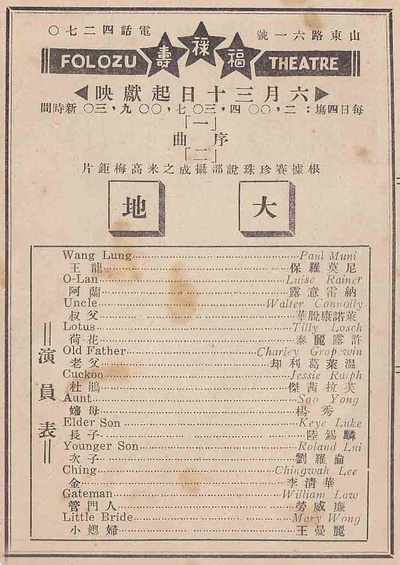 山東路六一號 電話四二七〇
福祿壽
FOLOZU THEATRE
六月三十日起獻映
每日四場：二，〇〇 四，三〇 七，〇〇 九，三〇 新時間
[一]
序曲
[二]
根據賽珍珠說部攝成之米高梅鉅片
大地
演員表
Wang Lung Paul Muni
王龍 保羅莫尼
O-Lan Luise Rainer
阿蘭 露意雷納
Uncle Walter Connolly
叔父 華脫康諾萊
Lotus Tilly Losch
荷花 泰麗露許
Old Father Charley Grapewin
老父 却利葛萊溫
Cuckoo Jessie Ralph
杜鵑 傑茜拉芙
Aunt Soo Yong
嬸母 楊秀
Elder Son Keye Luke
長子 陸錫麟
Younger Son Roland Lui
次子 劉羅倫
Ching Chingwah Lee
金 李清華
Gateman William Law
管門人 勞威廉
Little Bride Mary Wong
小媳婦 王曼麗